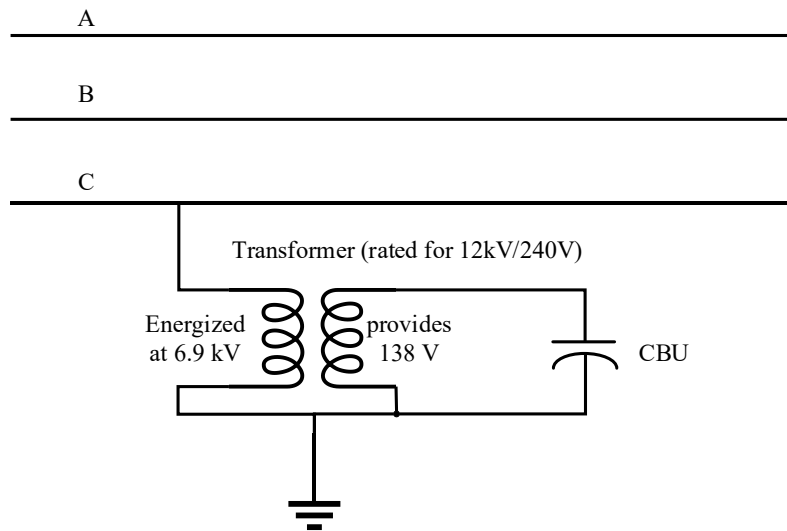 A
B
C
Transformer (rated for 12kV/240V)
Energized
at 6.9 kV
provides
138 V
CBU